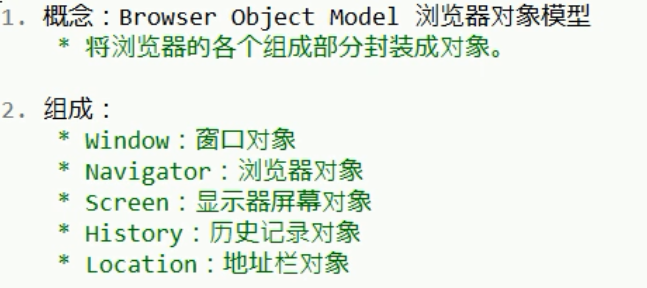 1. 概念：Browser Object Model 浏览器对象模型
* 将浏览器的各个组成部分封装成对象。
2. 组成：
* Window：窗口对象
* Navigator：浏览器对象
* Screen：显示器屏幕对象
* History：历史记录对象
* Location：地址栏对象